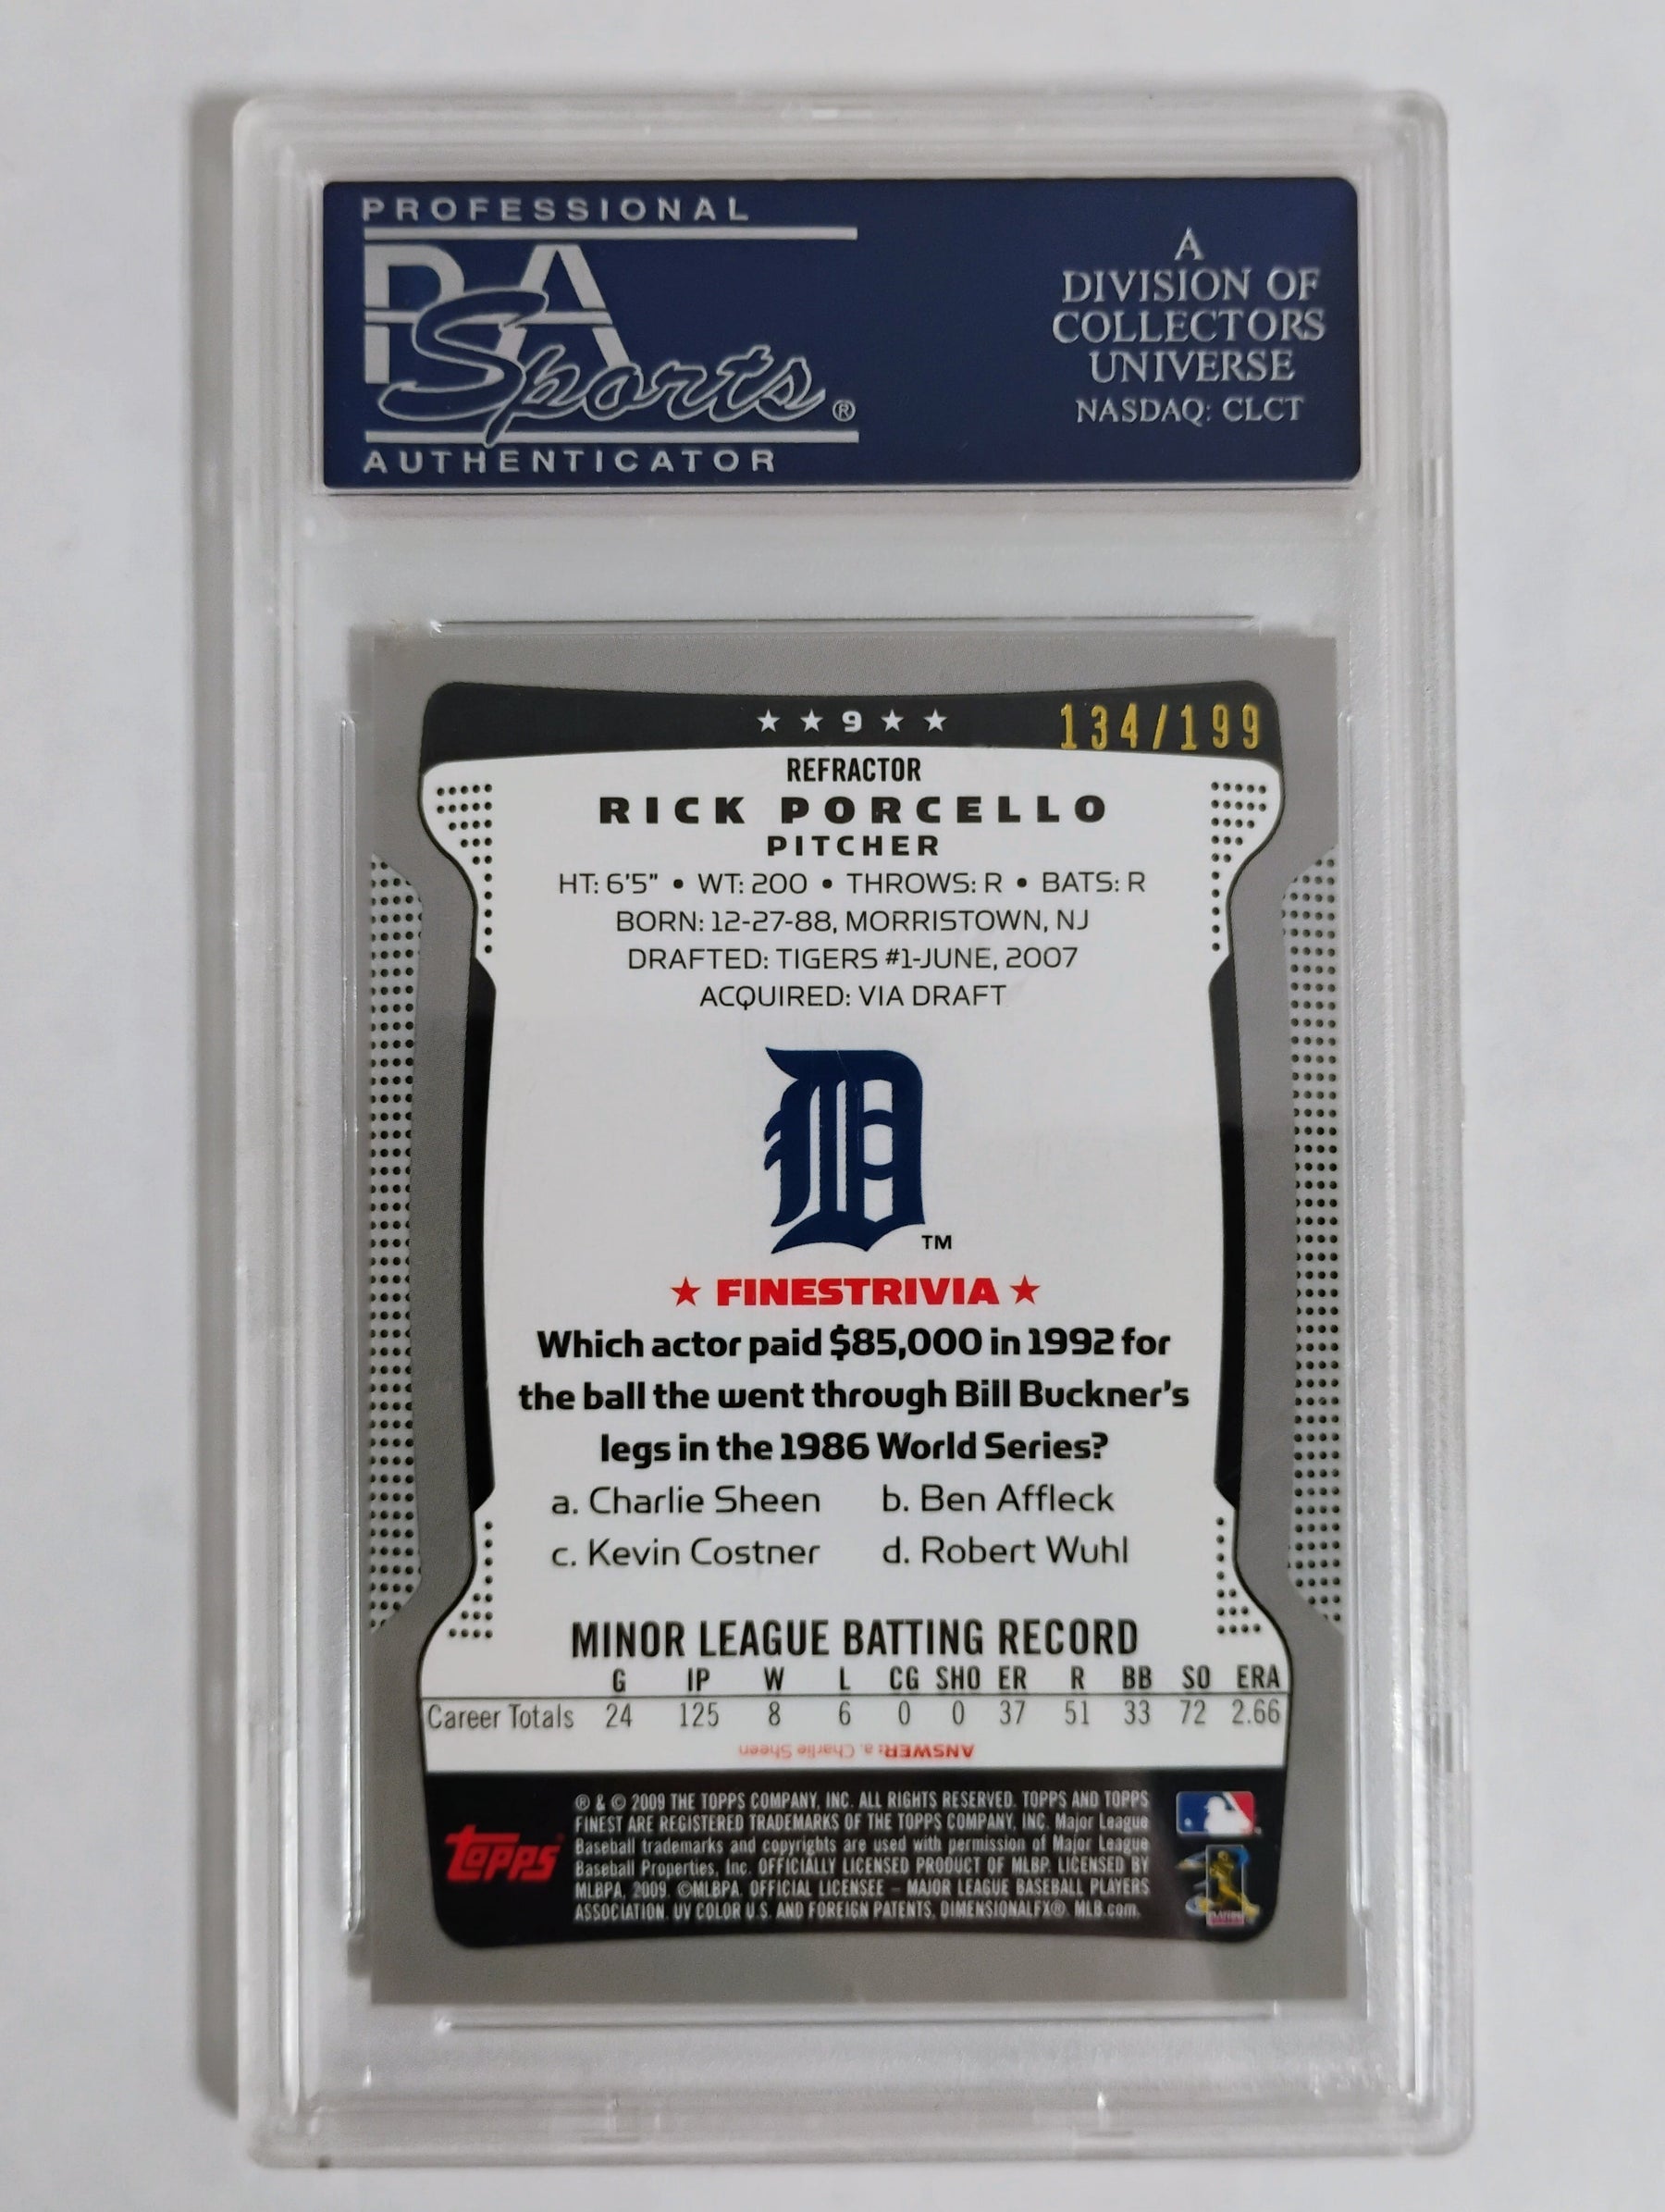 PROFESSIONAL
PSA
Sports®
AUTHENTICATOR
A
DIVISION OF
COLLECTORS
UNIVERSE
NASDAQ: CLCT
★ ★ 9 ★ ★
134/199
REFRACTOR
RICK PORCELLO
PITCHER
HT: 6'5" • WT: 200 • THROWS: R • BATS: R
BORN: 12-27-88, MORRISTOWN, NJ
DRAFTED: TIGERS #1-JUNE, 2007
ACQUIRED: VIA DRAFT
D
TM
★ FINESTRIVIA ★
Which actor paid $85,000 in 1992 for
the ball the went through Bill Buckner's
legs in the 1986 World Series?
a. Charlie Sheen b. Ben Affleck
c. Kevin Costner d. Robert Wuhl
MINOR LEAGUE BATTING RECORD
G IP W L CG SHO ER R BB SO ERA
Career Totals 24 125 8 6 0 0 37 51 33 72 2.66
ANSWER: a. Charlie Sheen
Topps
® & © 2009 THE TOPPS COMPANY, INC. ALL RIGHTS RESERVED. TOPPS AND TOPPS
FINEST ARE REGISTERED TRADEMARKS OF THE TOPPS COMPANY, INC. Major League
Baseball trademarks and copyrights are used with permission of Major League
Baseball Properties, Inc. OFFICIALLY LICENSED PRODUCT OF MLBP. LICENSED BY
MLBPA, 2009. ©MLBPA. OFFICIAL LICENSEE – MAJOR LEAGUE BASEBALL PLAYERS
ASSOCIATION. UV COLOR U.S. AND FOREIGN PATENTS. DIMENSIONALFX®. MLB.com.